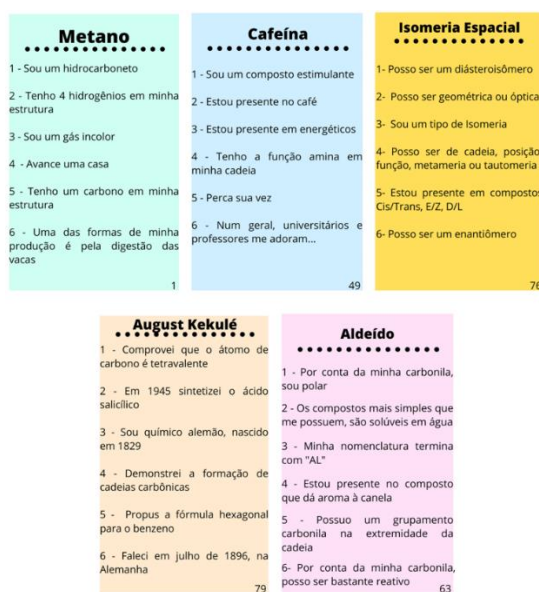 Metano
1 - Sou um hidrocarboneto
2 - Tenho 4 hidrogênios em minha
estrutura
3 - Sou um gás incolor
4 - Avance uma casa
5 - Tenho um carbono em minha
estrutura
6 - Uma das formas de minha
produção é pela digestão das
vacas
1
Cafeína
1 - Sou um composto estimulante
2 - Estou presente no café
3 - Estou presente em energéticos
4 - Tenho a função amina em
minha cadeia
5 - Perca sua vez
6 - Num geral, universitários e
professores me adoram...
49
Isomeria Espacial
1- Posso ser um diásteroisômero
2- Posso ser geométrica ou óptica
3- Sou um tipo de Isomeria
4- Posso ser de cadeia, posição,
função, metameria ou tautomeria
5- Estou presente em compostos
Cis/Trans, E/Z, D/L
6- Posso ser um enantiômero
76
August Kekulé
1 - Comprovei que o átomo de
carbono é tetravalente
2 - Em 1945 sintetizei o ácido
salicílico
3 - Sou químico alemão, nascido
em 1829
4 - Demonstrei a formação de
cadeias carbônicas
5 - Propus a fórmula hexagonal
para o benzeno
6 - Faleci em julho de 1896, na
Alemanha
79
Aldeído
1 - Por conta da minha carbonila,
sou polar
2 - Os compostos mais simples que
me possuem, são solúveis em água
3 - Minha nomenclatura termina
com "AL"
4 - Estou presente no composto
que dá aroma à canela
5 - Possuo um grupamento
carbonila na extremidade da
cadeia
6- Por conta da minha carbonila,
posso ser bastante reativo
63